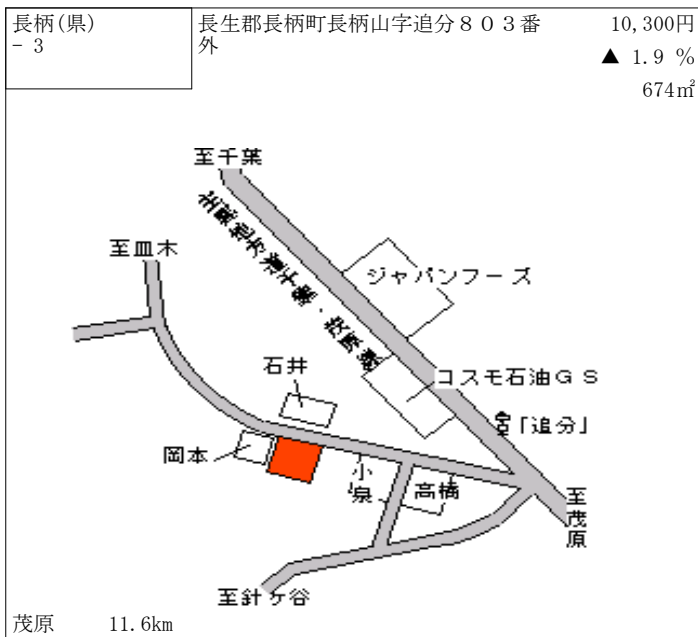 長柄(県)
- 3
長生郡長柄町長柄山字追分８０３番
外
10,300円
▲ 1.9 %
674㎡
至千葉
主要地方道千葉・茂原線
至皿木
ジャパンフーズ
石井
コスモ石油ＧＳ
「追分」
岡本
小泉
高橋
至茂原
至針ヶ谷
茂原 11.6km